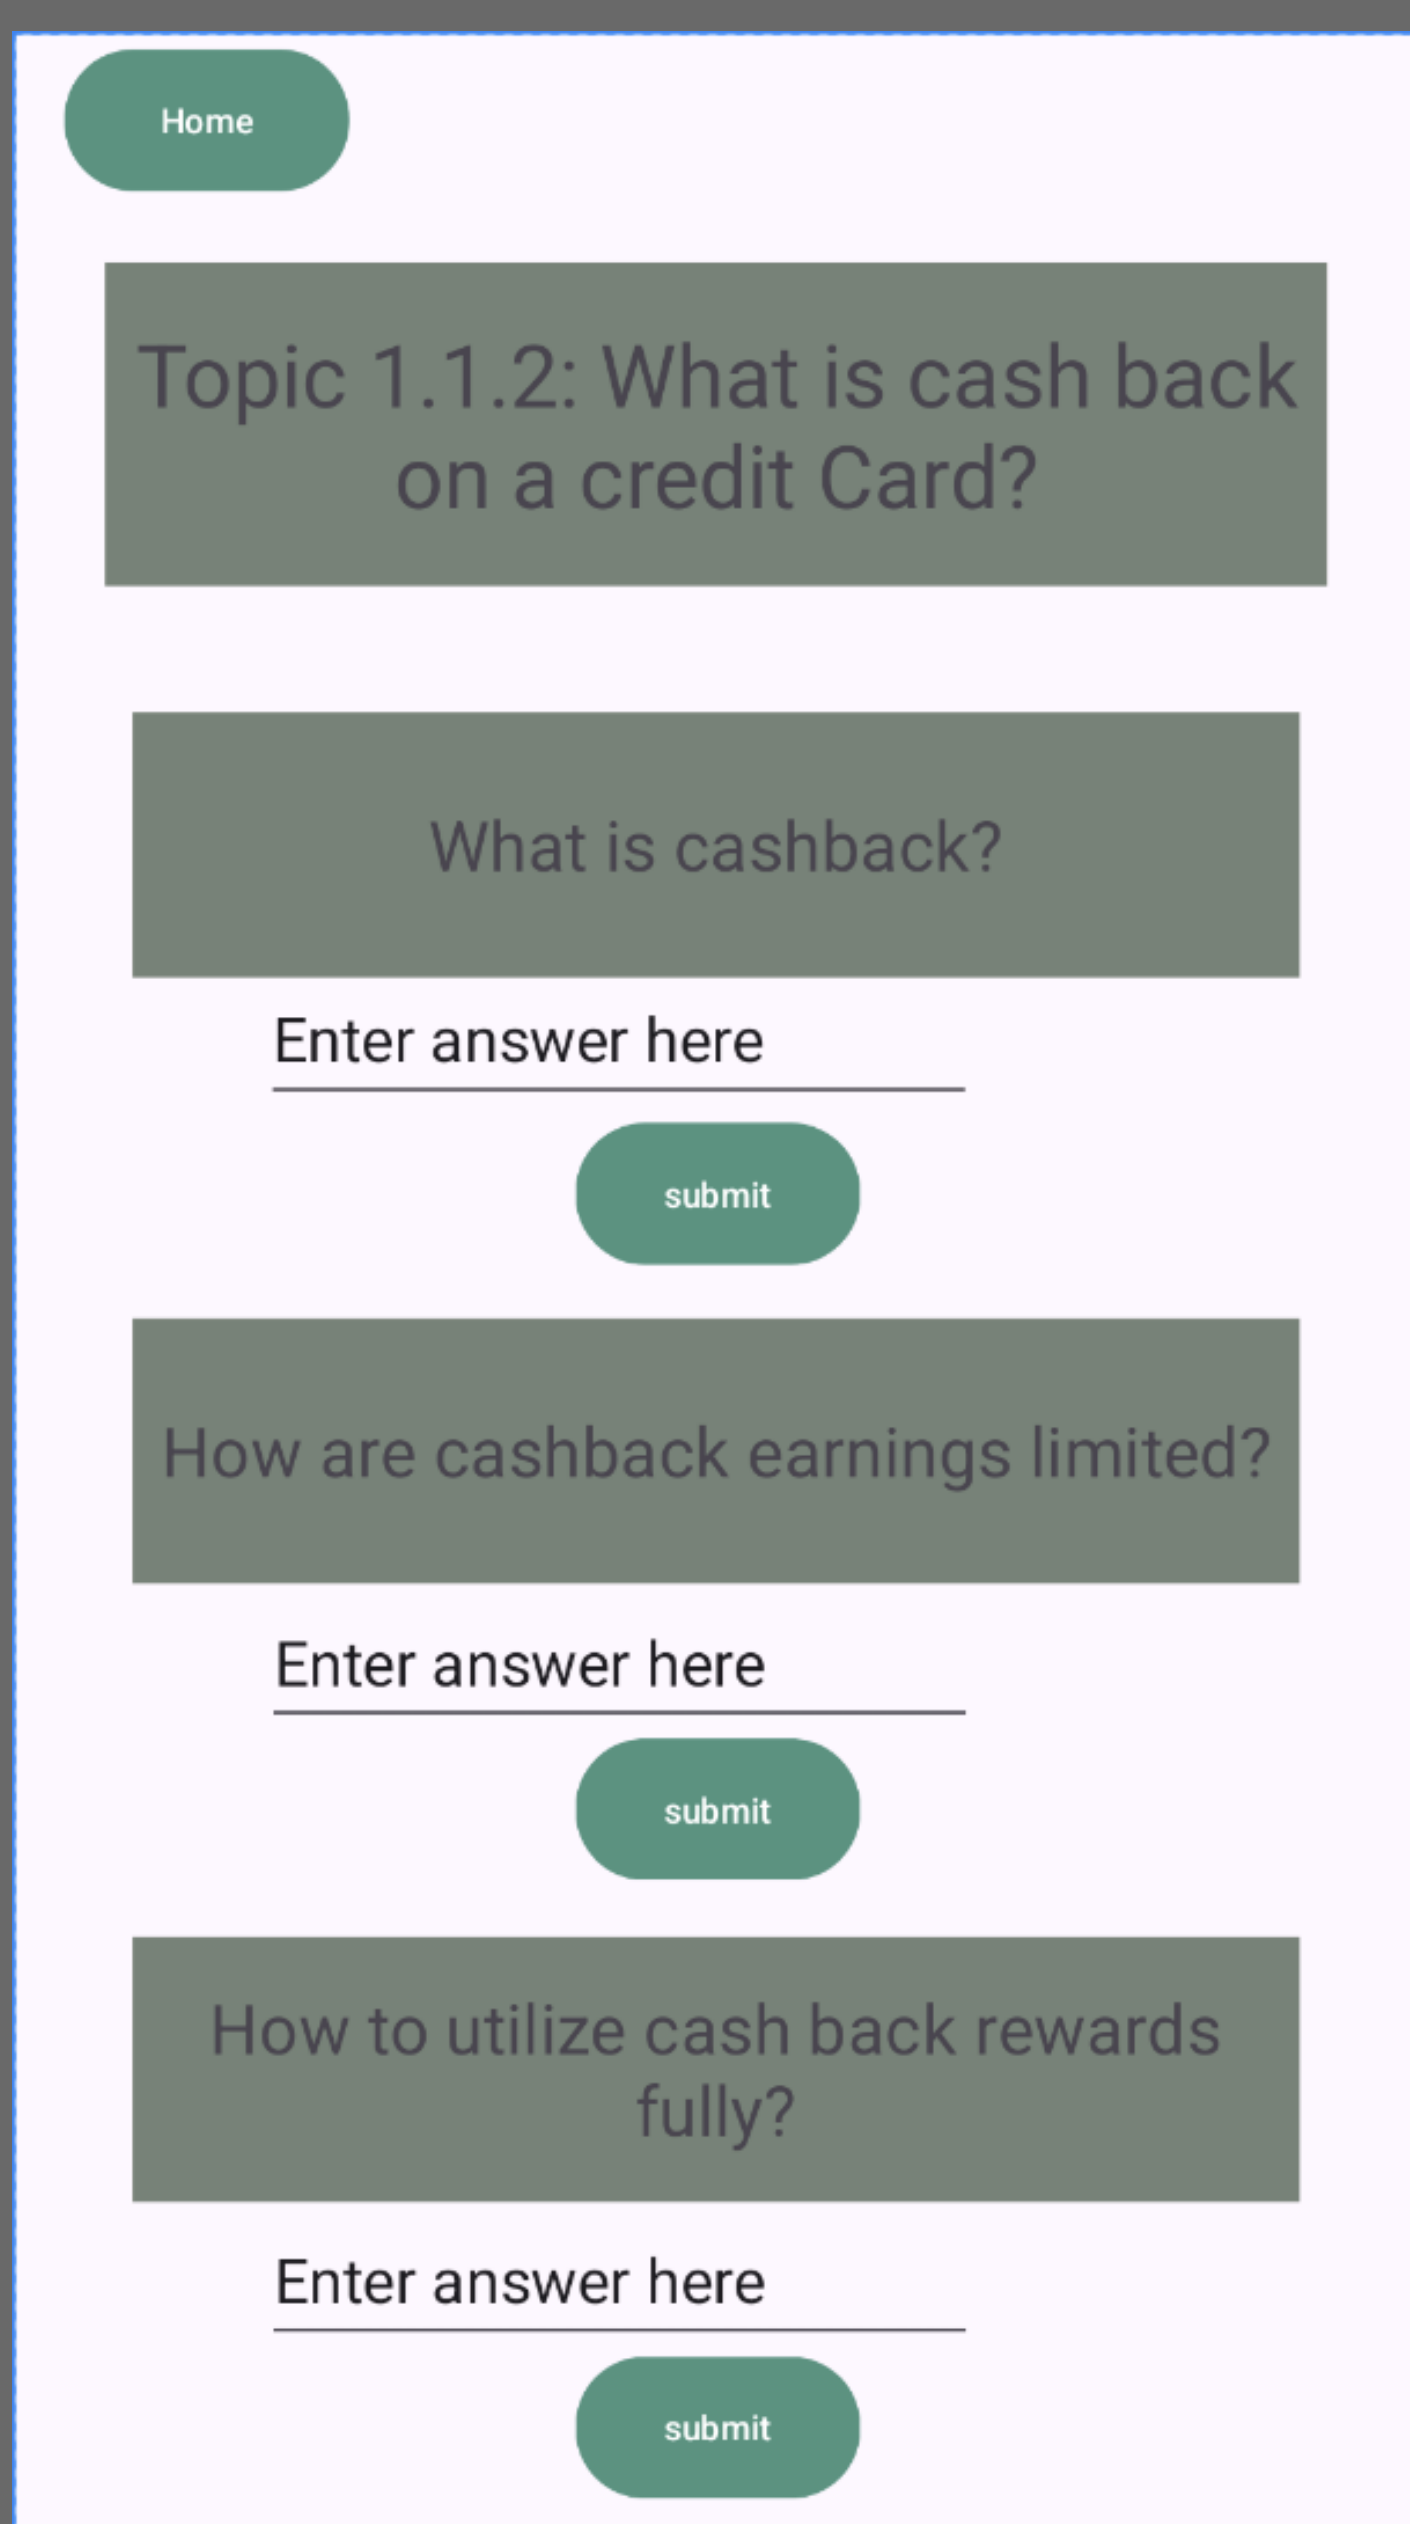 Home
Topic 1.1.2: What is cash back
on a credit Card?
What is cashback?
Enter answer here
submit
How are cashback earnings limited?
Enter answer here
submit
How to utilize cash back rewards
fully?
Enter answer here
submit